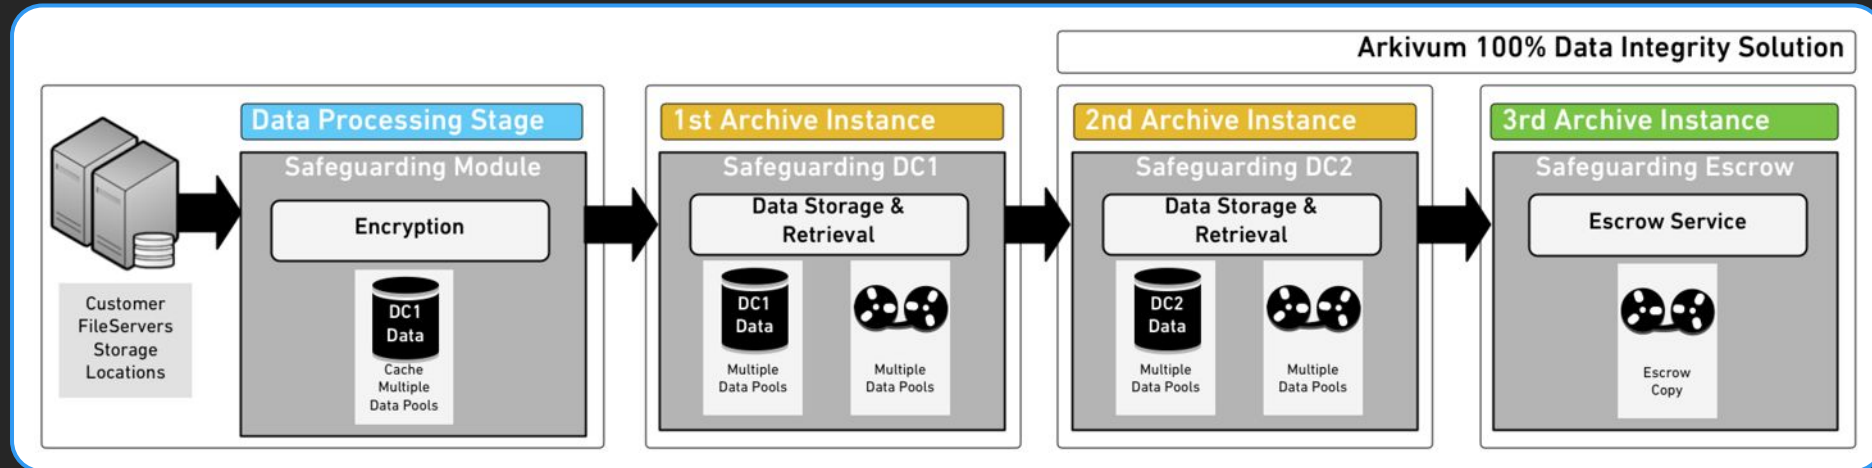 Arkivum 100% Data Integrity Solution
Customer
FileServers
Storage
Locations
Data Processing Stage
Safeguarding Module
Encryption
DC1
Data
Cache
Multiple
Data Pools
1st Archive Instance
Safeguarding DC1
Data Storage &
Retrieval
DC1
Data
Multiple
Data Pools
Multiple
Data Pools
2nd Archive Instance
Safeguarding DC2
Data Storage &
Retrieval
DC2
Data
Multiple
Data Pools
Multiple
Data Pools
3rd Archive Instance
Safeguarding Escrow
Escrow Service
Escrow
Copy